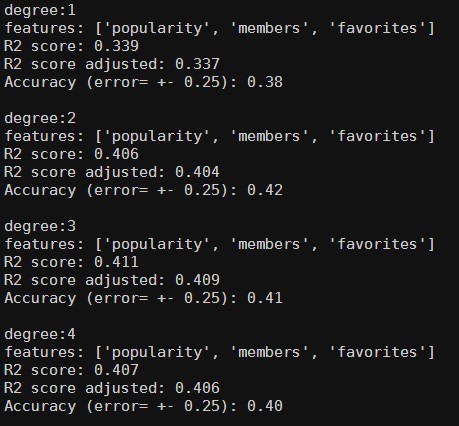 degree:1
features: ['popularity', 'members', 'favorites']
R2 score: 0.339
R2 score adjusted: 0.337
Accuracy (error= +- 0.25): 0.38
degree:2
features: ['popularity', 'members', 'favorites']
R2 score: 0.406
R2 score adjusted: 0.404
Accuracy (error= +- 0.25): 0.42
degree:3
features: ['popularity', 'members', 'favorites']
R2 score: 0.411
R2 score adjusted: 0.409
Accuracy (error= +- 0.25): 0.41
degree:4
features: ['popularity', 'members', 'favorites']
R2 score: 0.407
R2 score adjusted: 0.406
Accuracy (error= +- 0.25): 0.40